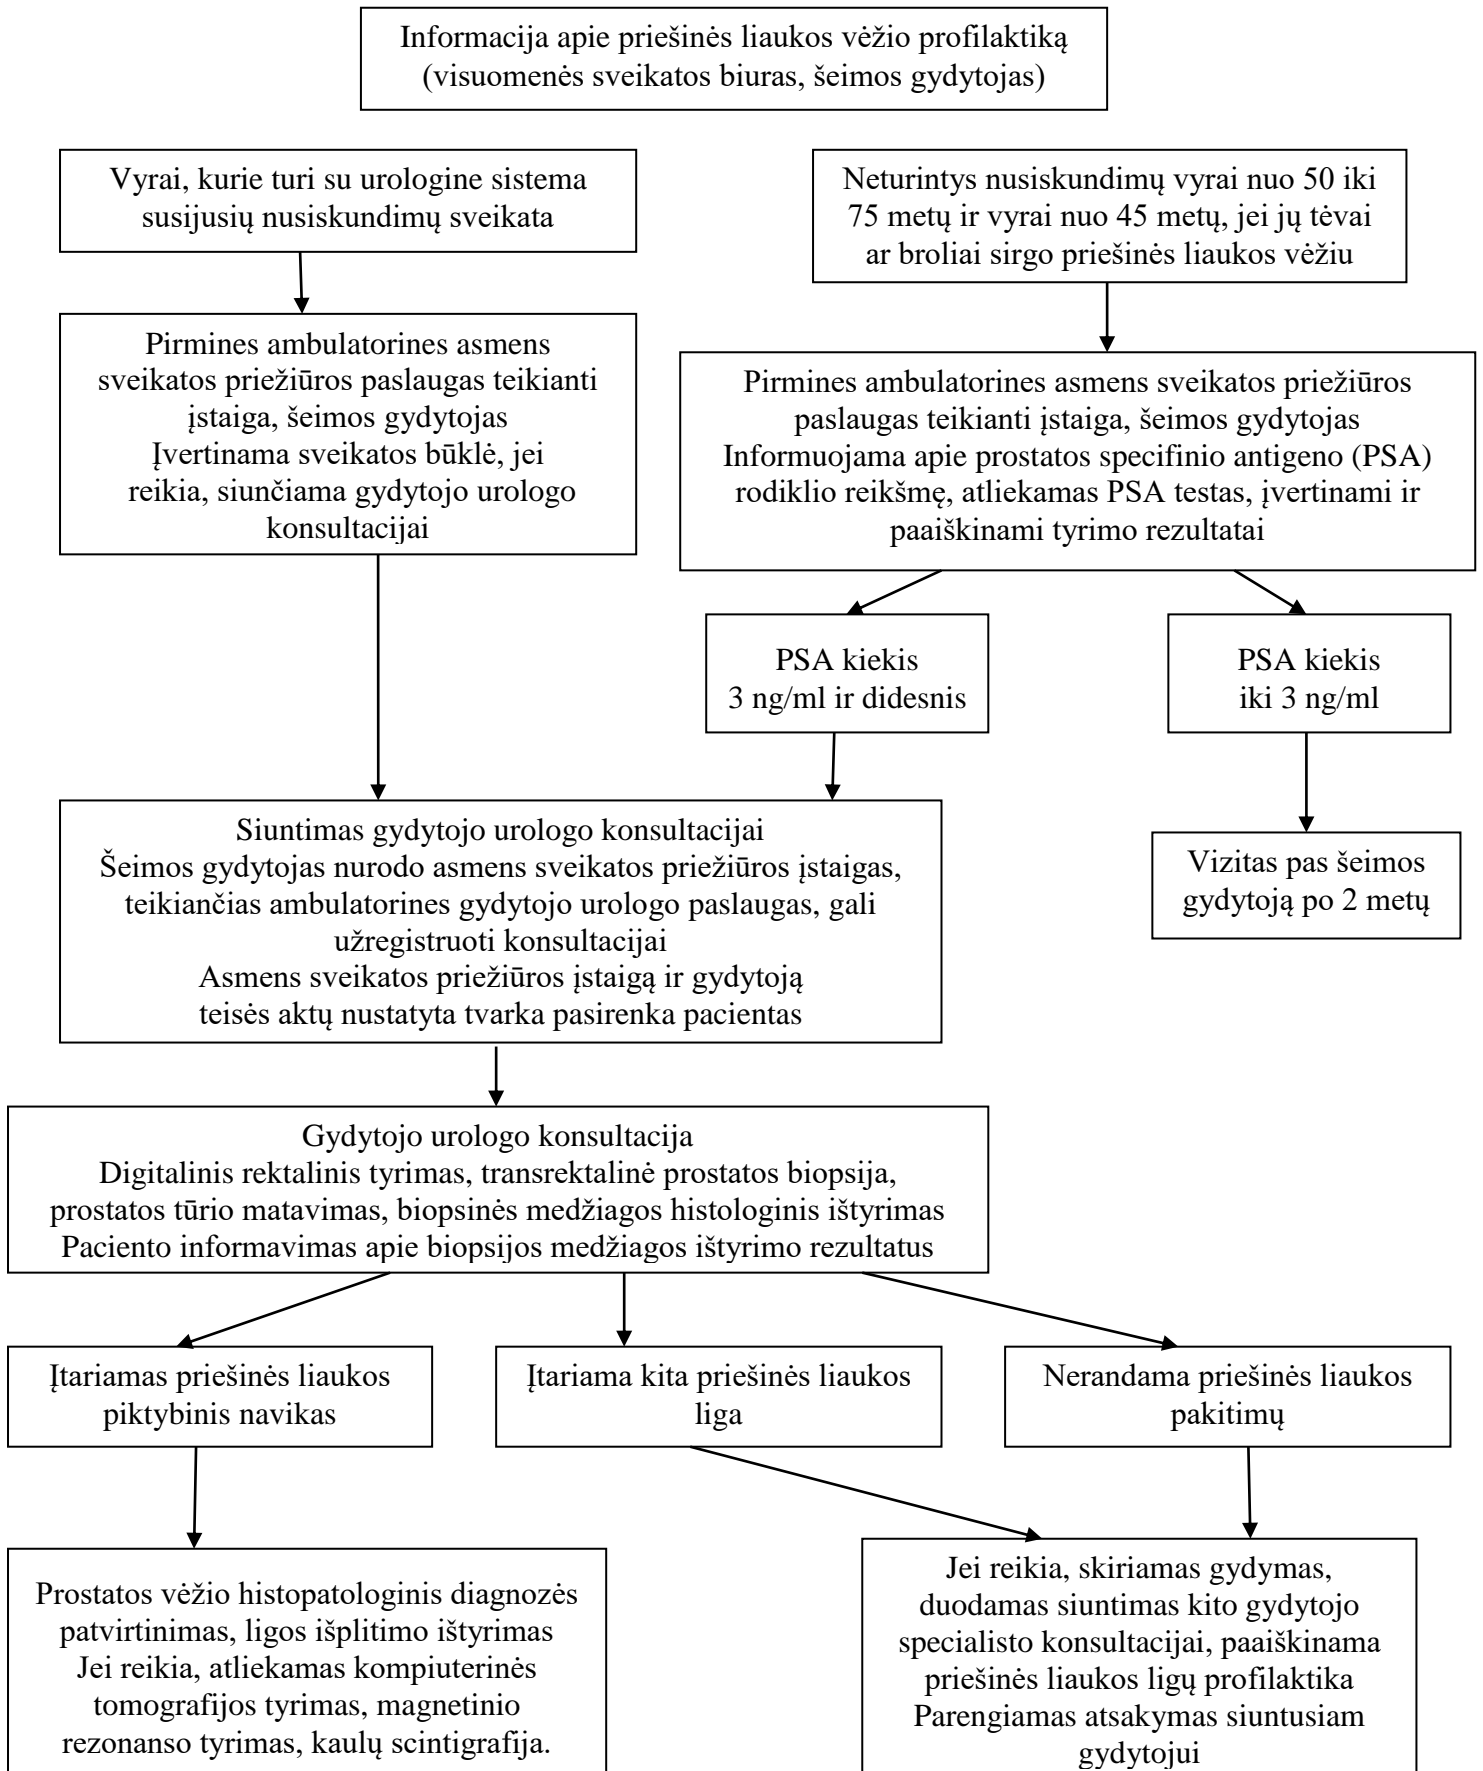 Informacija apie priešinės liaukos vėžio profilaktiką
(visuomenės sveikatos biuras, šeimos gydytojas)
Vyrai, kurie turi su urologine sistema
susijusių nusiskundimų sveikata
Neturintys nusiskundimų vyrai nuo 50 iki
75 metų ir vyrai nuo 45 metų, jei jų tėvai
ar broliai sirgo priešinės liaukos vėžiu
Pirmines ambulatorines asmens
sveikatos priežiūros paslaugas teikianti
įstaiga, šeimos gydytojas
Įvertinama sveikatos būklė, jei
reikia, siunčiama gydytojo urologo
konsultacijai
Pirmines ambulatorines asmens sveikatos priežiūros
paslaugas teikianti įstaiga, šeimos gydytojas
Informuojama apie prostatos specifinio antigeno (PSA)
rodiklio reikšmę, atliekamas PSA testas, įvertinami ir
paaiškinami tyrimo rezultatai
PSA kiekis
3 ng/ml ir didesnis
PSA kiekis
iki 3 ng/ml
Siuntimas gydytojo urologo konsultacijai
Šeimos gydytojas nurodo asmens sveikatos priežiūros įstaigas,
teikiančias ambulatorines gydytojo urologo paslaugas, gali
užregistruoti konsultacijai
Asmens sveikatos priežiūros įstaigą ir gydytoją
teisės aktų nustatyta tvarka pasirenka pacientas
Vizitas pas šeimos
gydytoją po 2 metų
Gydytojo urologo konsultacija
Digitalinis rektalinis tyrimas, transrektalinė prostatos biopsija,
prostatos tūrio matavimas, biopsinės medžiagos histologinis ištyrimas
Paciento informavimas apie biopsijos medžiagos ištyrimo rezultatus
Įtariamas priešinės liaukos
piktybinis navikas
Įtariama kita priešinės liaukos
liga
Nerandama priešinės liaukos
pakitimų
Prostatos vėžio histopatologinis diagnozės
patvirtinimas, ligos išplitimo ištyrimas
Jei reikia, atliekamas kompiuterinės
tomografijos tyrimas, magnetinio
rezonanso tyrimas, kaulų scintigrafija.
Jei reikia, skiriamas gydymas,
duodamas siuntimas kito gydytojo
specialisto konsultacijai, paaiškinama
priešinės liaukos ligų profilaktika
Parengiamas atsakymas siuntusiam
gydytojui